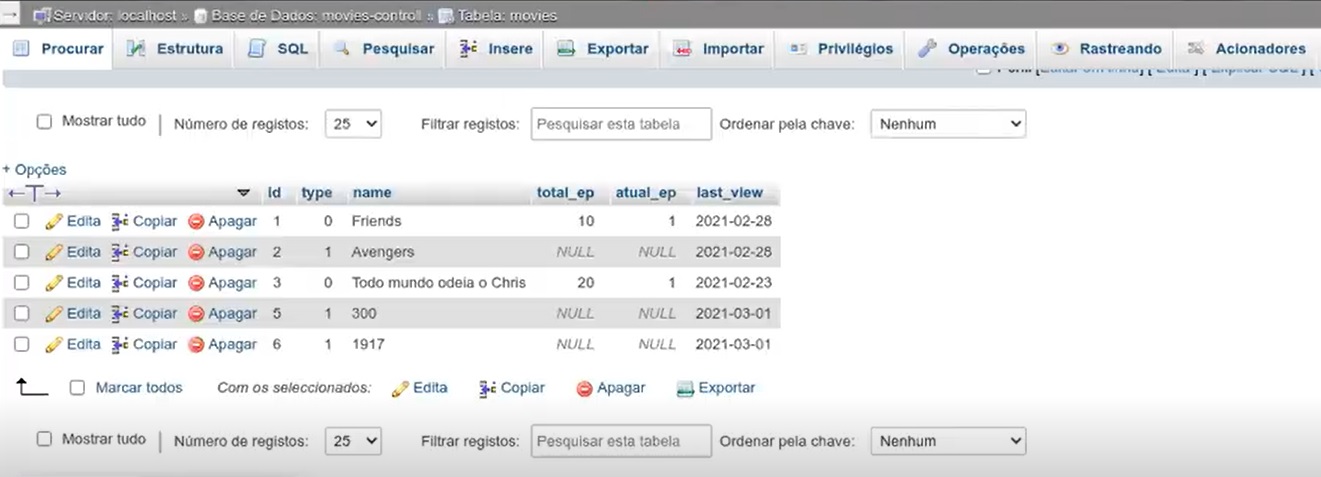 Servidor: localhost » Base de Dados: movies-controll » Tabela: movies
Procurar Estrutura SQL Pesquisar Insere Exportar Importar Privilégios Operações Rastreando Acionadores
Mostrar tudo | Número de registos: 25 Filtrar registos: Pesquisar esta tabela Ordenar pela chave: Nenhum
+ Opções
←T→ id type name total_ep atual_ep last_view
Edita Copiar Apagar 1 0 Friends 10 1 2021-02-28
Edita Copiar Apagar 2 1 Avengers NULL NULL 2021-02-28
Edita Copiar Apagar 3 0 Todo mundo odeia o Chris 20 1 2021-02-23
Edita Copiar Apagar 5 1 300 NULL NULL 2021-03-01
Edita Copiar Apagar 6 1 1917 NULL NULL 2021-03-01
Marcar todos Com os seleccionados: Edita Copiar Apagar Exportar
Mostrar tudo | Número de registos: 25 Filtrar registos: Pesquisar esta tabela Ordenar pela chave: Nenhum